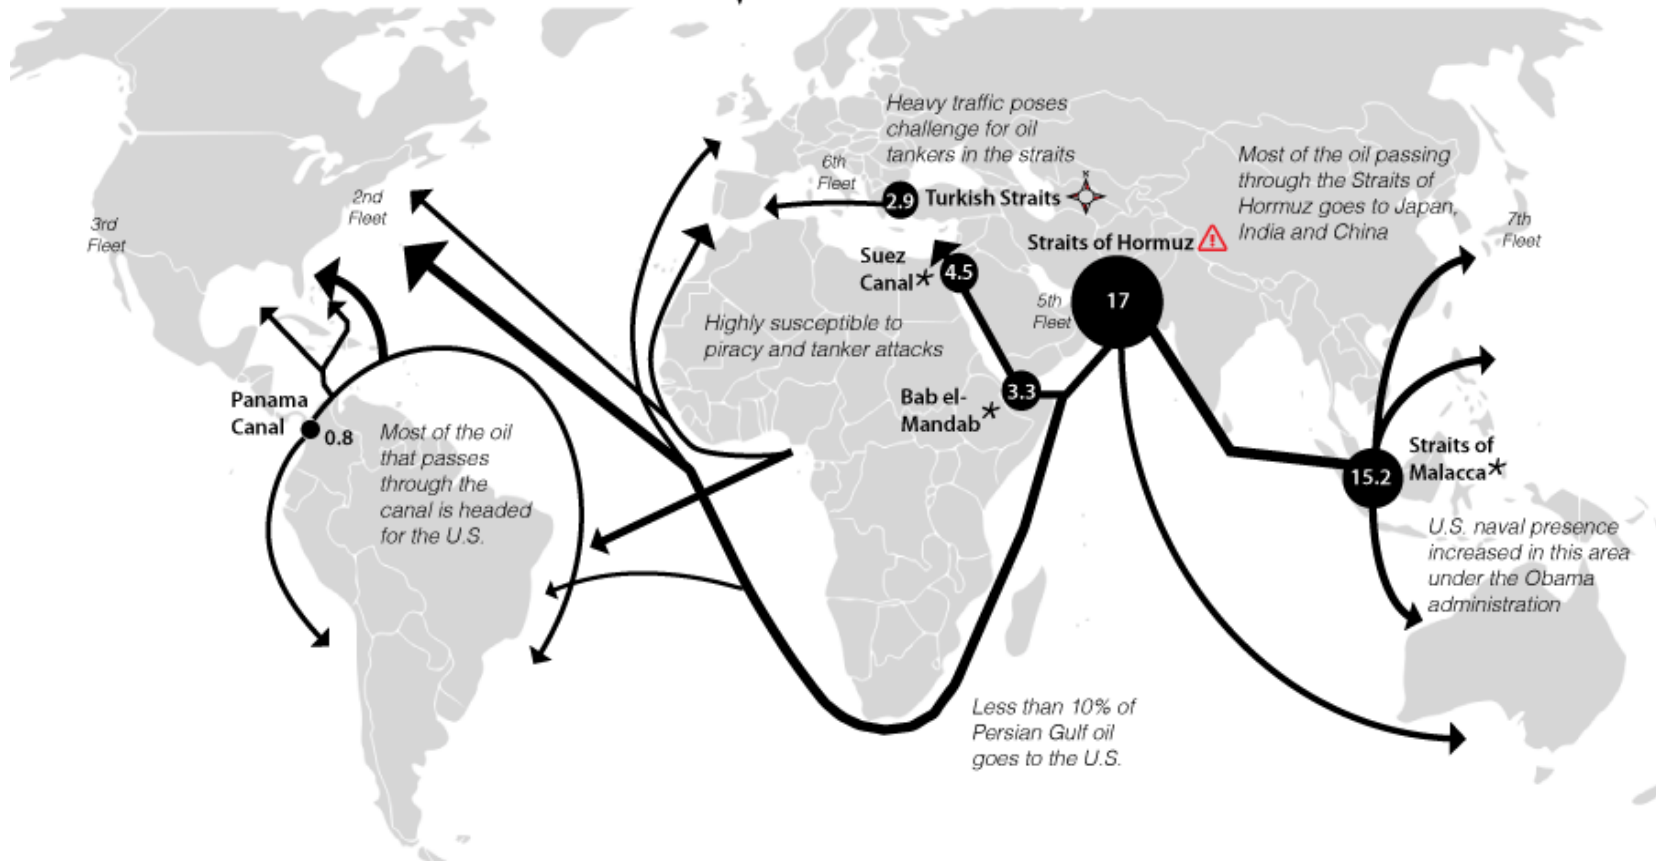 Heavy traffic poses
challenge for oil
tankers in the straits
6th
Fleet
2.9
Turkish Straits
N
Most of the oil passing
through the Straits of
Hormuz goes to Japan,
India and China
7th
Fleet
2nd
Fleet
3rd
Fleet
Straits of Hormuz
!
Suez
Canal*
4.5
5th
Fleet
17
Highly susceptible to
piracy and tanker attacks
Bab el-
Mandab*
3.3
Panama
Canal
0.8
Most of the oil
that passes
through the
canal is headed
for the U.S.
15.2
Straits of
Malacca*
U.S. naval presence
increased in this area
under the Obama
administration
Less than 10% of
Persian Gulf oil
goes to the U.S.